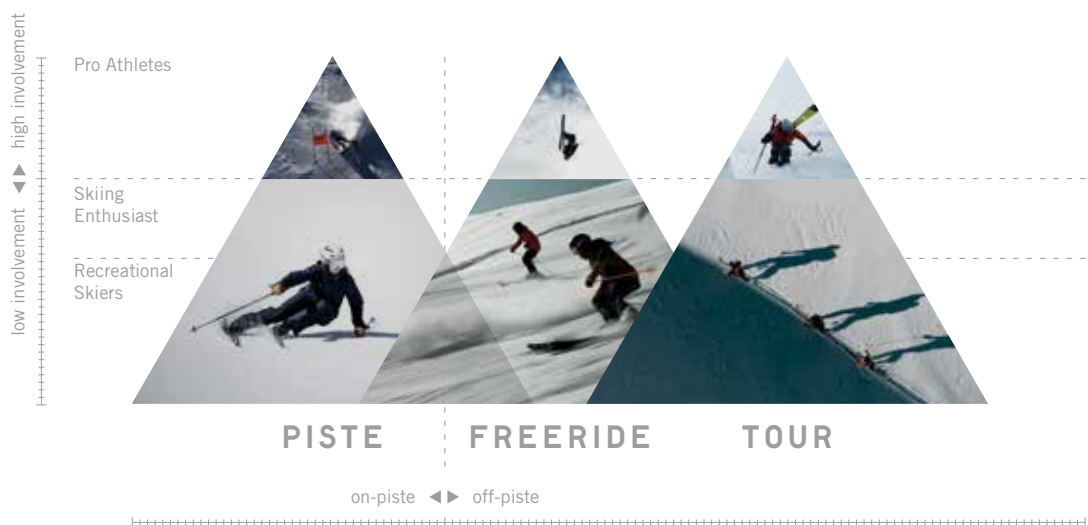 high involvement
low involvement
Pro Athletes
Skiing
Enthusiast
Recreational
Skiers
PISTE
FREERIDE
TOUR
on-piste
off-piste